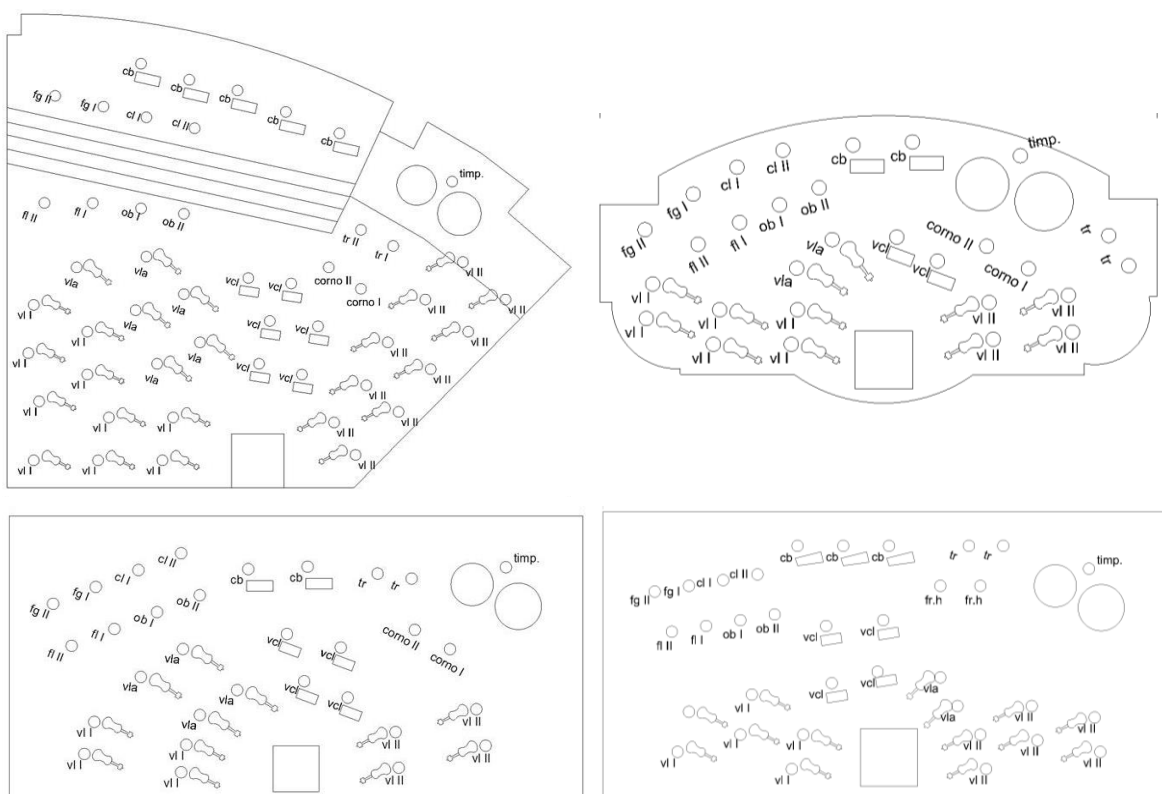 cb
cb
cb
cb
cb
fg II
fg I
cl I
cl II
timp.
fl II
fl I
ob I
ob II
tr II
tr I
vla
vla
vcl
vcl
corno II
corno I
vl II
vl II
vl II
vl I
vla
vla
vcl
vcl
vl II
vl II
vl I
vl I
vla
vla
vcl
vcl
vl II
vl II
vl I
vl I
vl II
vl I
vl I
vl II
vl I
vl I
vl I
vl II
timp.
cb
cb
cl II
cl I
fg I
fg II
ob II
ob I
fl I
fl II
tr
tr
vla
vla
vcl
vcl
corno II
corno I
vl I
vl I
vl I
vl I
vl I
vl I
vl II
vl II
vl II
vl II
timp.
cb
cb
tr
tr
cl II
cl I
fg I
fg II
ob II
ob I
fl I
fl II
vcl
vcl
corno II
corno I
vla
vla
vla
vla
vcl
vcl
vl I
vl I
vl I
vl I
vl II
vl II
vl II
vl II
cb
cb
cb
tr
tr
timp.
fg II
fg I
cl I
cl II
fr.h
fr.h
fl II
fl I
ob I
ob II
vcl
vcl
vcl
vcl
vla
vla
vl I
vl I
vl I
vl I
vl I
vl II
vl II
vl II
vl II
vl II
vl II